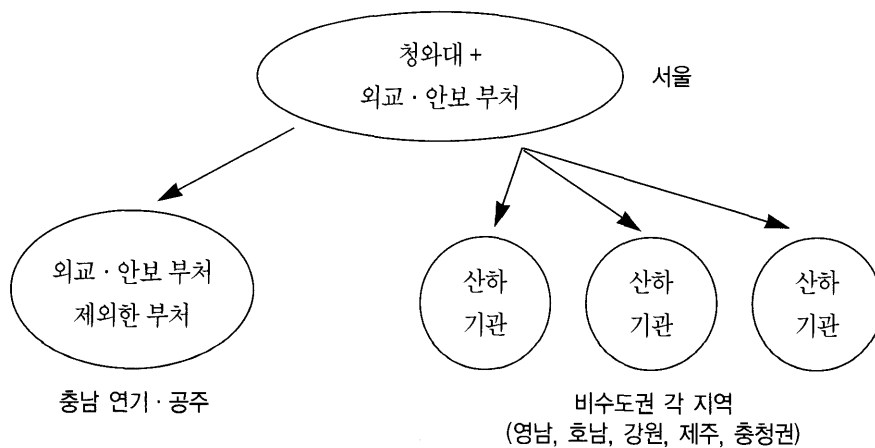 청와대 +
외교 · 안보 부처
서울
외교 · 안보 부처
제외한 부처
충남 연기 · 공주
산하
기관
산하
기관
산하
기관
비수도권 각 지역
(영남, 호남, 강원, 제주, 충청권)